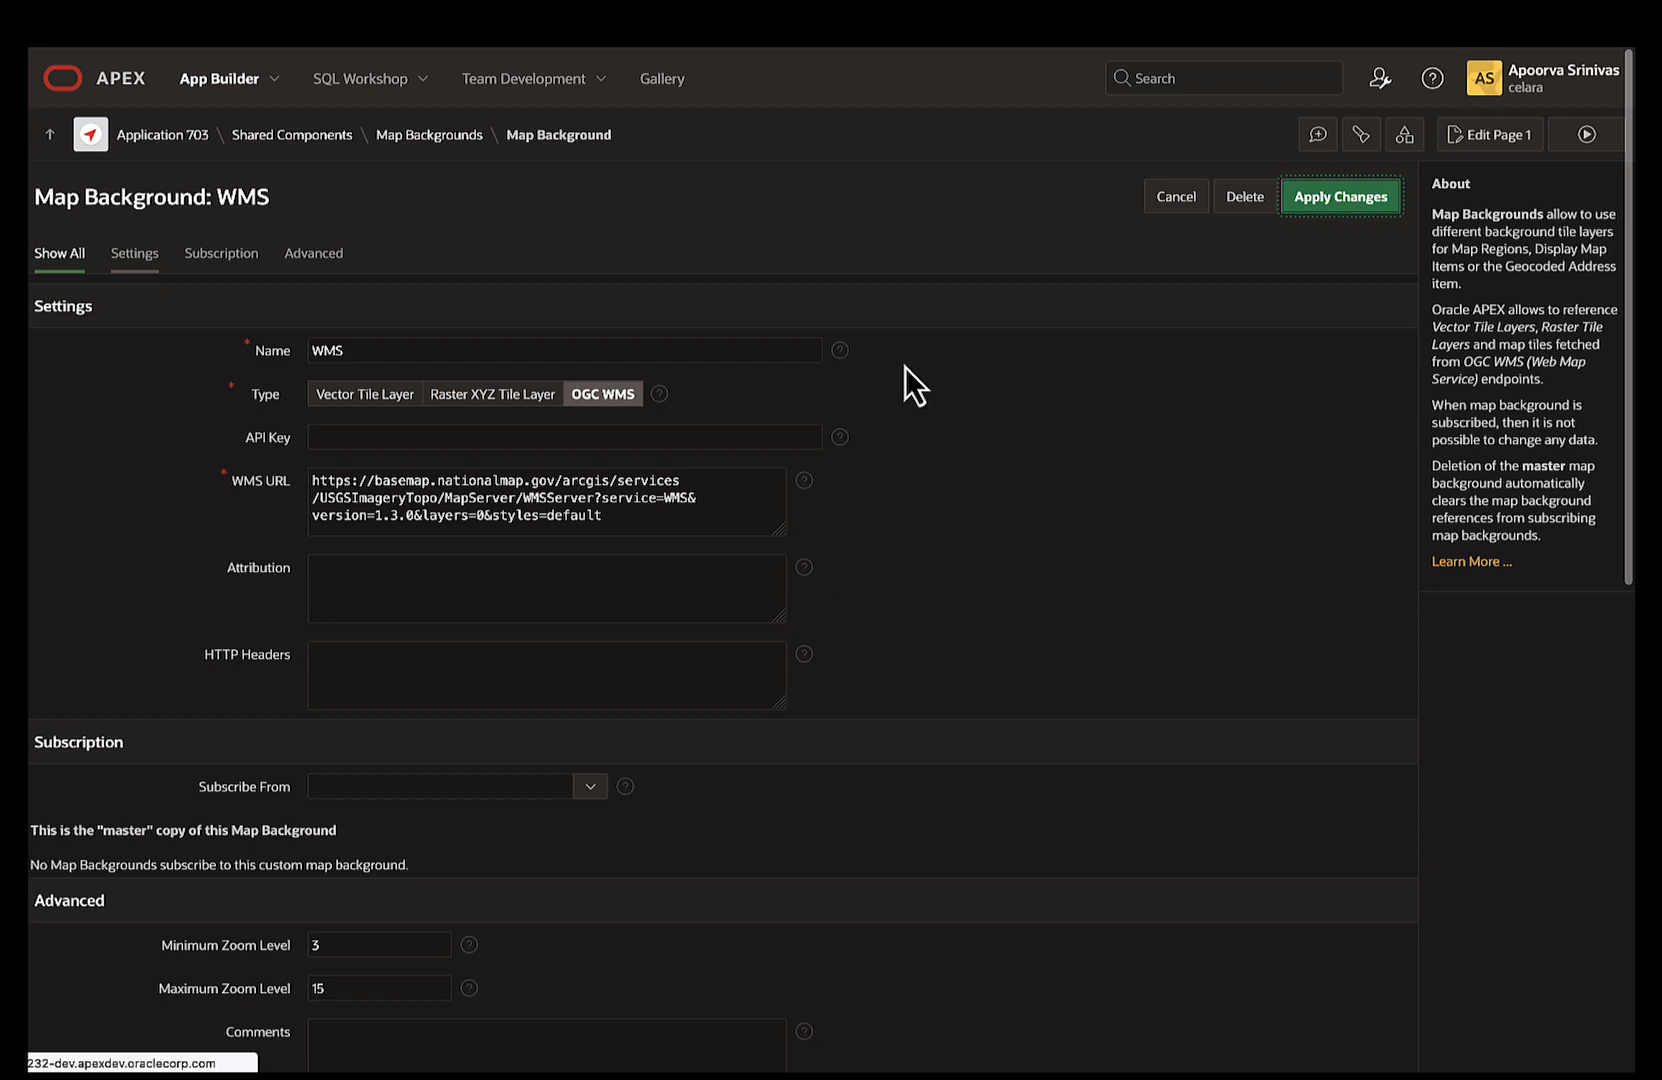 APEX App Builder SQL Workshop Team Development Gallery Search AS Apoorva Srinivas
celara
Application 703 \ Shared Components \ Map Backgrounds \ Map Background Edit Page 1
Map Background: WMS Cancel Delete Apply Changes
Show All Settings Subscription Advanced
Settings
* Name WMS
* Type Vector Tile Layer Raster XYZ Tile Layer OGC WMS
API Key
* WMS URL https://basemap.nationalmap.gov/arcgis/services
/USGSImageryTopo/MapServer/WMSServer?service=WMS&
version=1.3.0&layers=0&styles=default
Attribution
HTTP Headers
Subscription
Subscribe From
This is the "master" copy of this Map Background
No Map Backgrounds subscribe to this custom map background.
Advanced
Minimum Zoom Level 3
Maximum Zoom Level 15
Comments
232-dev.apexdev.oraclecorp.com
About
Map Backgrounds allow to use
different background tile layers
for Map Regions, Display Map
Items or the Geocoded Address
item.
Oracle APEX allows to reference
Vector Tile Layers, Raster Tile
Layers and map tiles fetched
from OGC WMS (Web Map
Service) endpoints.
When map background is
subscribed, then it is not
possible to change any data.
Deletion of the master map
background automatically
clears the map background
references from subscribing
map backgrounds.
Learn More ...